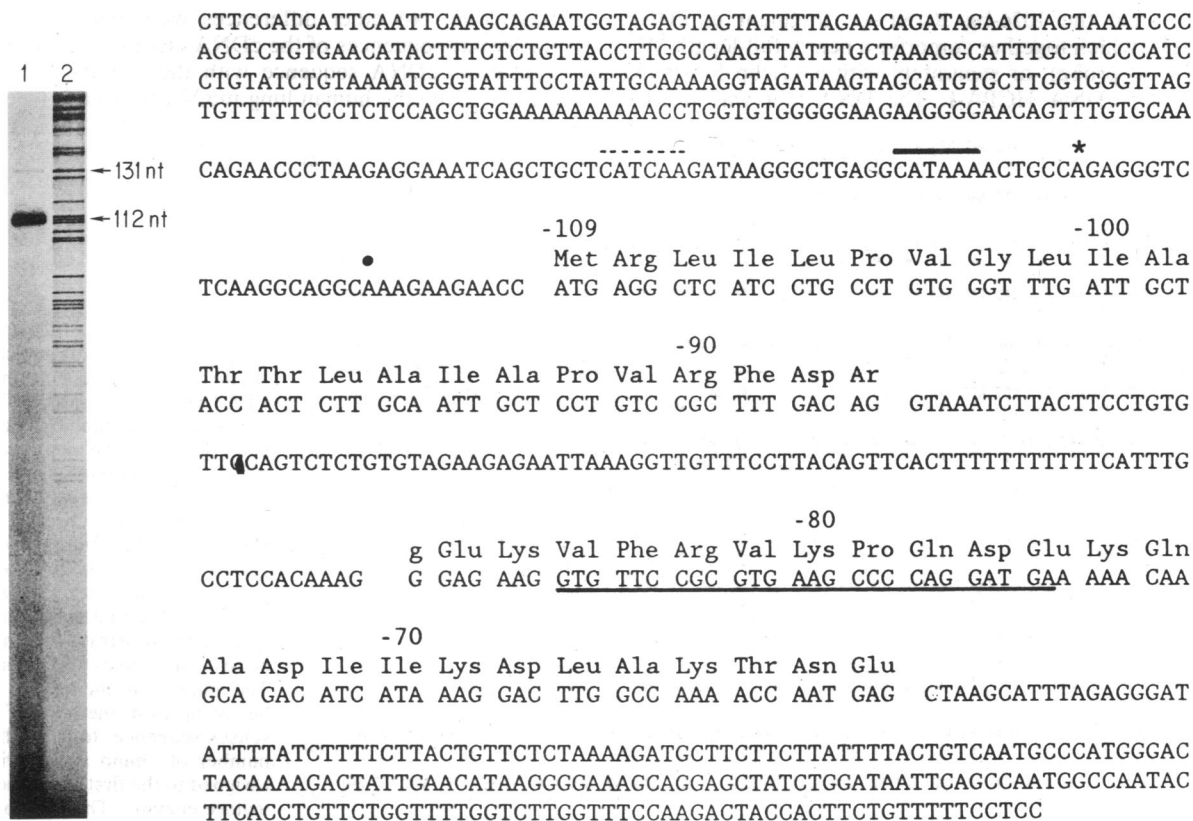 CTTCCATCATTCAATTCAAGCAGAATGGTAGAGTAGTATTTTAGAACAGATAGAACTAGTAAATCCC
AGCTCTGTGAACATACTTTCTCTGTTACCTTGGCCAAGTTATTTGCTAAAGGCATTTGCTTCCCATC
CTGTATCTGTAAAATGGGTATTTCCTATTGCAAAAGGTAGATAAGTAGCATGTGCTTTGCGGGTTAG
TGTTTTTCCCTCTCCAGCTGGAAAAAAAAAACCTGGTGTGGGGGAAGAAGGGGAACAGTTTGTGCAA
1 2
*
CAGAACCCTAAGAGGAAATCAGCTGCTCATCAAGATAAGGGCTGAGGCATAAAACTGCCAGAGGGTC
←131 nt
←112 nt
-109 -100
• Met Arg Leu Ile Leu Pro Val Gly Leu Ile Ala
TCAAGGCAGGCAAAGAAGAACC ATG AGG CTC ATC CTG CCT GTG GGT TTG ATT GCT
-90
Thr Thr Leu Ala Ile Ala Pro Val Arg Phe Asp Ar
ACC ACT CTT GCA ATT GCT CCT GTC CGC TTT GAC AG GTAAATCTTACTTCCTGTG
TTGCAGTCTCTGTGTAGAAGAGAATTAAAGGTTGTTTCCTTACAGTTCACTTTTTTTTTTTCATTTG
-80
g Glu Lys Val Phe Arg Val Lys Pro Gln Asp Glu Lys Gln
CCTCCACAAAG G GAG AAG GTG TTC CGC GTG AAG CCC CAG GAT GAA AAA CAA
-70
Ala Asp Ile Ile Lys Asp Leu Ala Lys Thr Asn Glu
GCA GAC ATC ATA AAG GAC TTG GCC AAA ACC AAT GAG CTAAGCATTTAGAGGGAT
ATTTTATCTTTTCTTACTGTTCTCTAAAAGATGCTTCTTCTTATTTTACTGTCAATGCCCATGGGAC
TACAAAAGACTATTGAACATAAGGGGAAAGCAGGAGCTATCTGGATAATTCAGCCAATGGCCAATAC
TTCACCTGTTCTGGTTTTGGTCTTGGTTTCCAAGACTACCACTTCTGTTTTTCCTCC